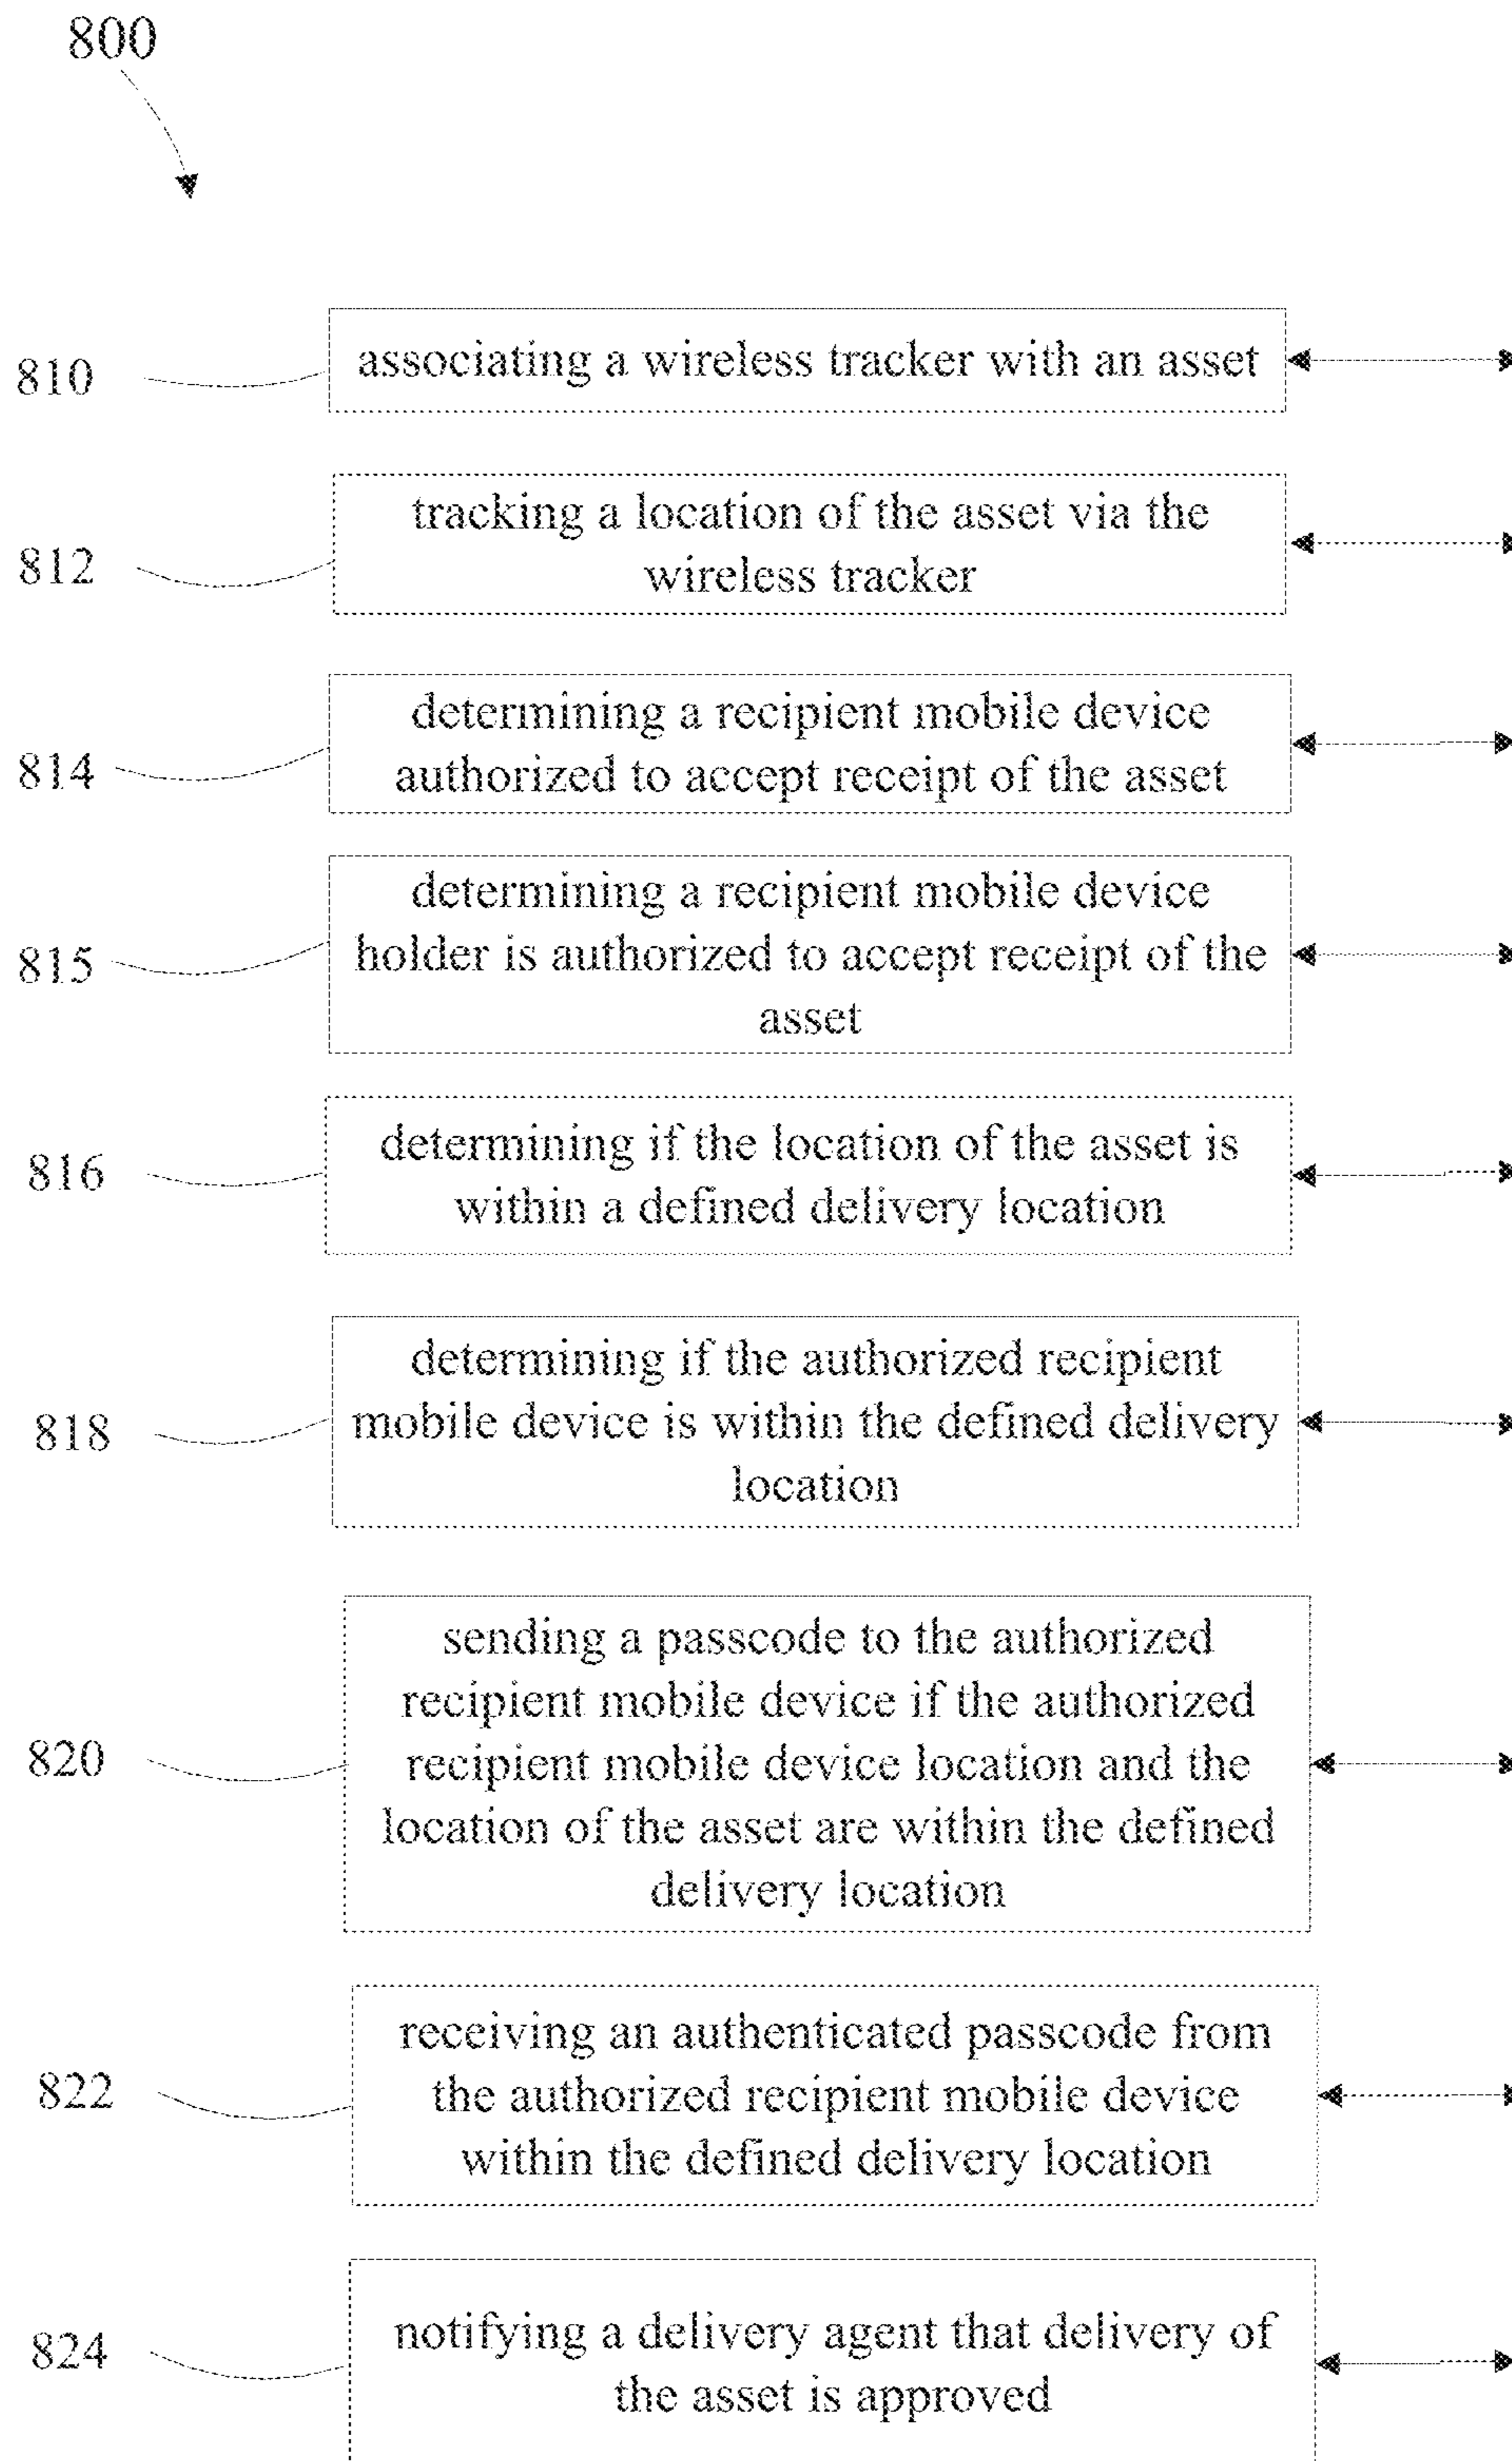 800
810
associating a wireless tracker with an asset
812
tracking a location of the asset via the
wireless tracker
814
determining a recipient mobile device
authorized to accept receipt of the asset
815
determining a recipient mobile device
holder is authorized to accept receipt of the
asset
816
determining if the location of the asset is
within a defined delivery location
818
determining if the authorized recipient
mobile device is within the defined delivery
location
820
sending a passcode to the authorized
recipient mobile device if the authorized
recipient mobile device location and the
location of the asset are within the defined
delivery location
822
receiving an authenticated passcode from
the authorized recipient mobile device
within the defined delivery location
824
notifying a delivery agent that delivery of
the asset is approved